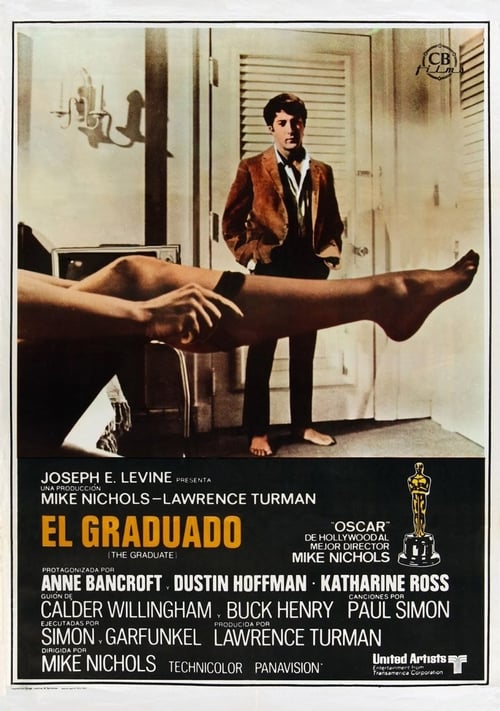 CB
films
JOSEPH E. LEVINE PRESENTA
UNA PRODUCCION
MIKE NICHOLS-LAWRENCE TURMAN
EL GRADUADO
(THE GRADUATE)
"OSCAR"
DE HOLLYWOOD AL
MEJOR DIRECTOR
MIKE NICHOLS
PROTAGONIZADA POR
ANNE BANCROFT Y DUSTIN HOFFMAN · KATHARINE ROSS
GUION DE
CALDER WILLINGHAM Y BUCK HENRY
CANCIONES POR
PAUL SIMON
EJECUTADAS POR
SIMON Y GARFUNKEL
PRODUCIDA POR
LAWRENCE TURMAN
DIRIGIDA POR
MIKE NICHOLS TECHNICOLOR PANAVISION
United Artists
Entertainment from
Transamerica Corporation